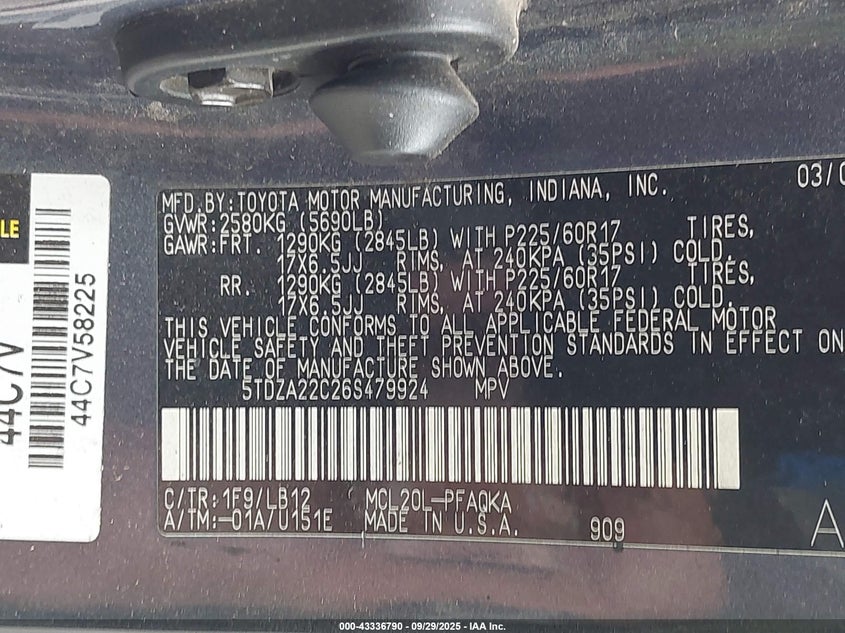 MFD.BY:TOYOTA MOTOR MANUFACTURING, INDIANA, INC. 03/0
GVWR:2580KG (5690LB)
GAWR:FRT. 1290KG (2845LB) WITH P225/60R17 TIRES,
17X6.5JJ RIMS, AT 240KPA (35PSI) COLD.
RR. 1290KG (2845LB) WITH P225/60R17 TIRES,
17X6.5JJ RIMS, AT 240KPA (35PSI) COLD.
THIS VEHICLE CONFORMS TO ALL APPLICABLE FEDERAL MOTOR
VEHICLE SAFETY AND THEFT PREVENTION STANDARDS IN EFFECT ON
THE DATE OF MANUFACTURE SHOWN ABOVE.
5TDZA22C26S479924 MPV
C/TR:1F9/LB12 MCL20L-PFAQKA
A/TM:-01A/U151E MADE IN U.S.A. 909 A
LE
44C7V
44C7V58225
000-43336790 - 09/29/2025 - IAA Inc.